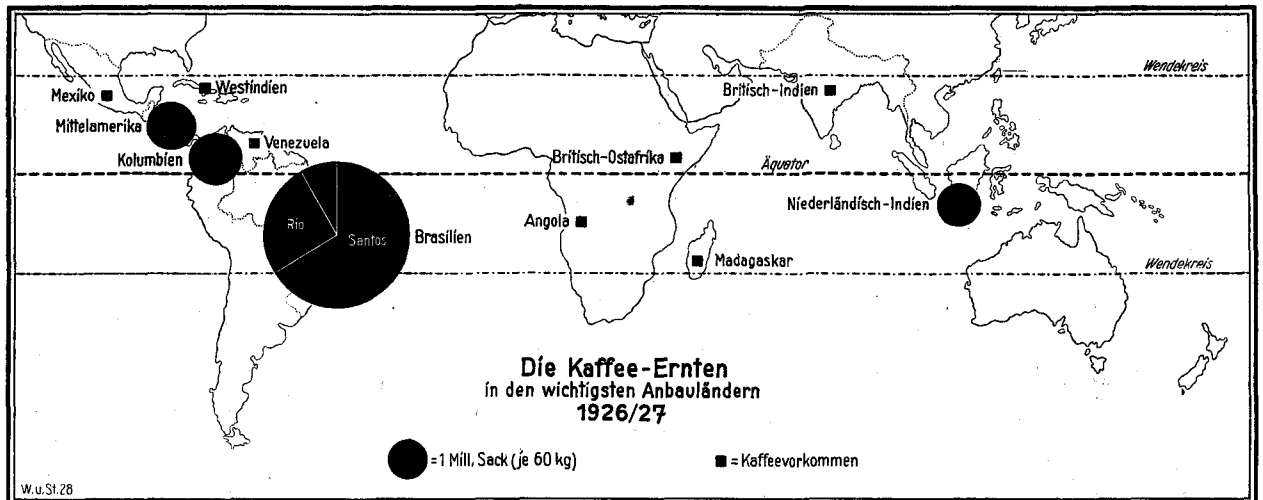 Wendekreis
Mexiko
Westindien
Britisch-Indien
Mittelamerika
Kolumbien
Venezuela
Britisch-Ostafrika
Äquator
Niederländisch-Indien
Rio
Santos
Brasilien
Angola
Madagaskar
Wendekreis
Die Kaffee-Ernten
in den wichtigsten Anbauländern
1926/27
=1 Mill. Sack (je 60 kg)
= Kaffeevorkommen
W.u.St.28